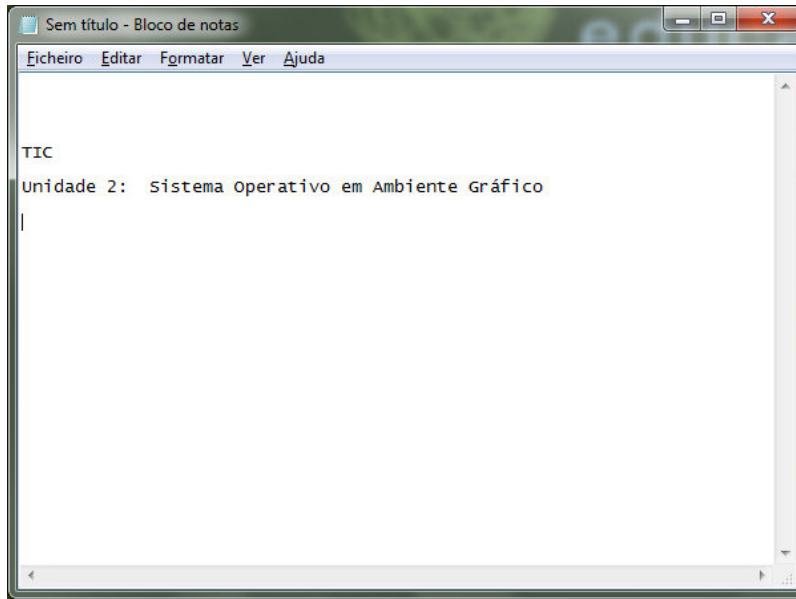 Sem título - Bloco de notas
Ficheiro Editar Formatar Ver Ajuda
TIC
Unidade 2:  Sistema Operativo em Ambiente Gráfico